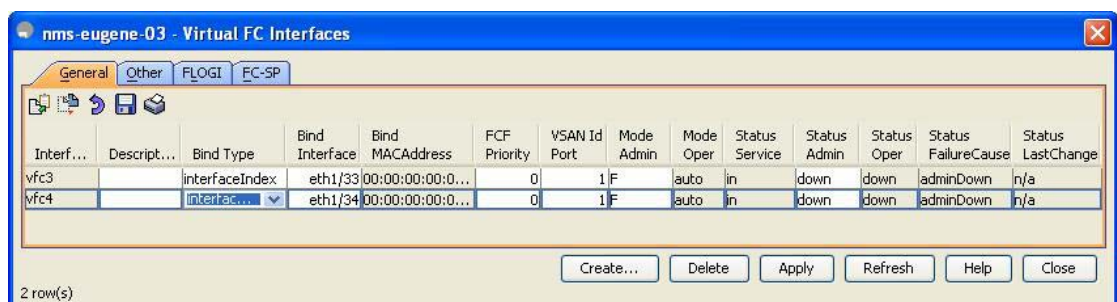 nms-eugene-03 - Virtual FC Interfaces
General Other FLOGI FC-SP
Interf... Descript... Bind Type Bind Interface Bind MACAddress FCF Priority VSAN Id Port Mode Admin Mode Oper Status Service Status Admin Status Oper Status FailureCause Status LastChange
vfc3 interfaceIndex eth1/33 00:00:00:00:0... 0 1 F auto in down down adminDown n/a
vfc4 interfac... eth1/34 00:00:00:00:0... 0 1 F auto in down down adminDown n/a
Create... Delete Apply Refresh Help Close
2 row(s)